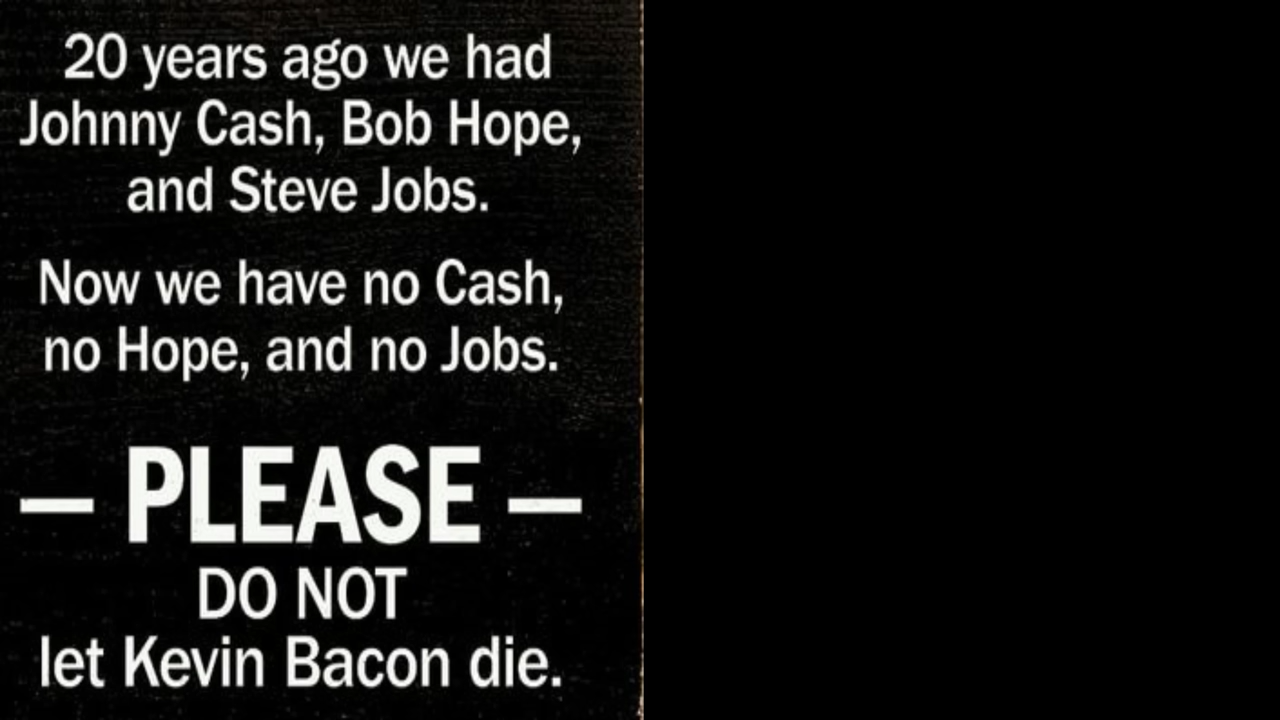 20 years ago we had
Johnny Cash, Bob Hope,
and Steve Jobs.
Now we have no Cash,
no Hope, and no Jobs.
— PLEASE —
DO NOT
let Kevin Bacon die.